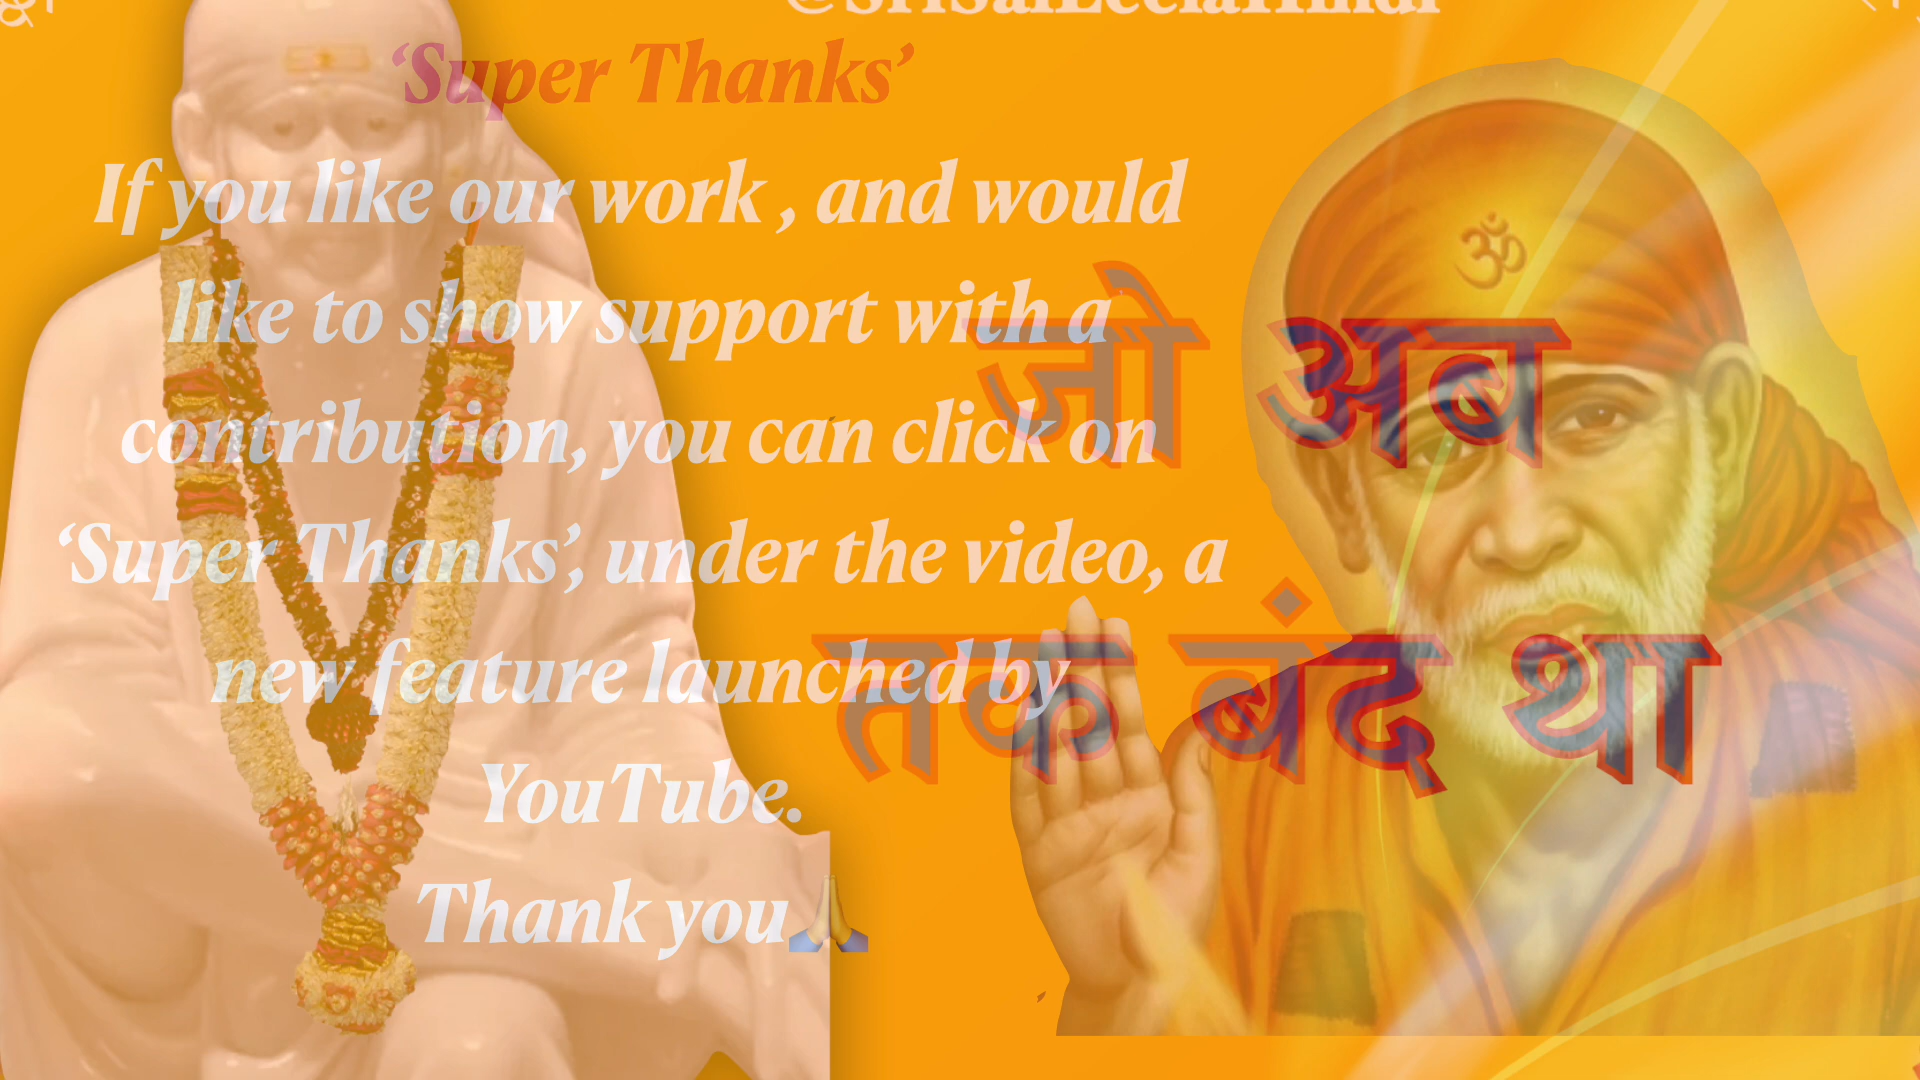 @SriSaiLeelaHindi
‘Super Thanks’
If you like our work , and would
like to show support with a
contribution, you can click on
‘Super Thanks’, under the video, a
new feature launched by
YouTube.
Thank you🙏
जो अब
तक बंद था
ॐ